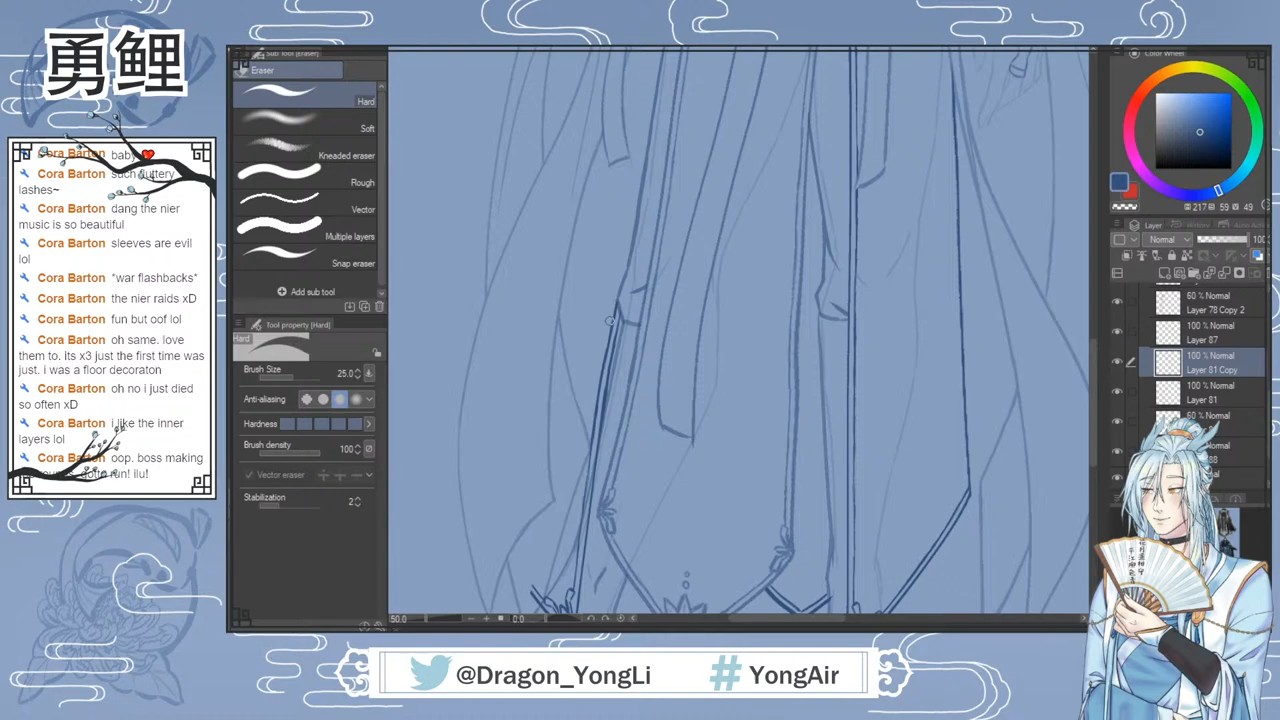 勇鲤
Cora Barton baby ❤
Cora Barton such fluttery
lashes~
Cora Barton dang the nier
music is so beautiful
Cora Barton sleeves are evil
lol
Cora Barton *war flashbacks*
Cora Barton the nier raids xD
Cora Barton fun but oof lol
Cora Barton oh same. love
them to. its x3 just the first time was
just. i was a floor decoraton
Cora Barton oh no i just died
so often xD
Cora Barton i like the inner
layers lol
Cora Barton oop. boss making
gotta run! ilu!
Sub Tool [Eraser]
Eraser
Hard
Soft
Kneaded eraser
Rough
Vector
Multiple layers
Snap eraser
Add sub tool
Tool property [Hard]
Hard
Brush Size 25.0
Anti-aliasing
Hardness
Brush density 100
Vector eraser
Stabilization 2
50.0 0.0
Color Wheel
217 59 49
Layer
Normal 100
60 % Normal
Layer 78 Copy 2
100 % Normal
Layer 87
100 % Normal
Layer 81 Copy
100 % Normal
Layer 81
60 % Normal
@Dragon_YongLi
# YongAir